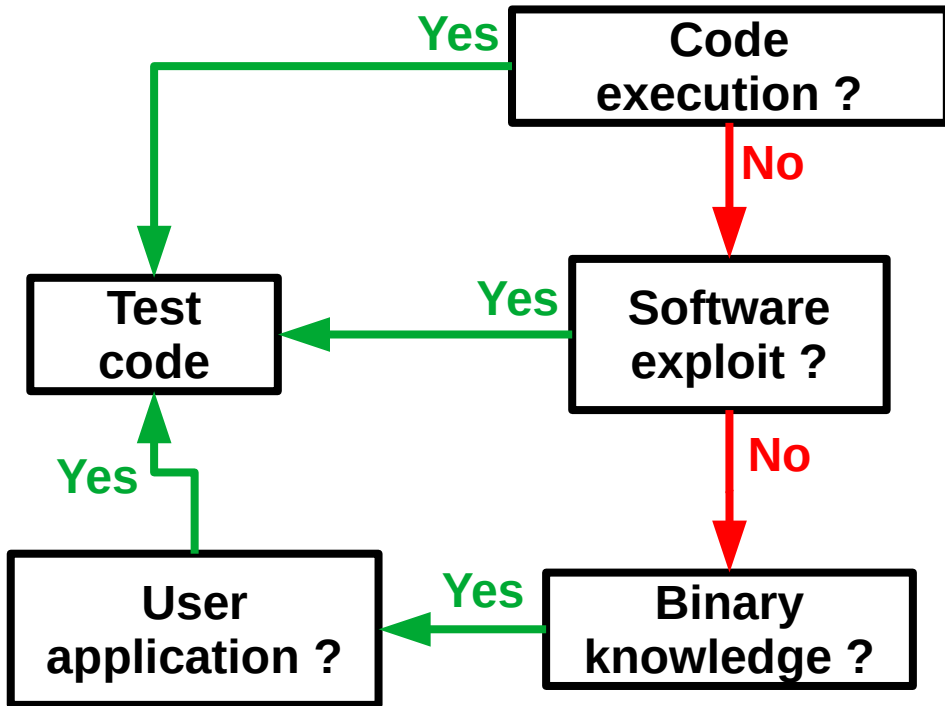 Yes
Code
execution ?
No
Test
code
Yes
Software
exploit ?
Yes
No
User
application ?
Yes
Binary
knowledge ?